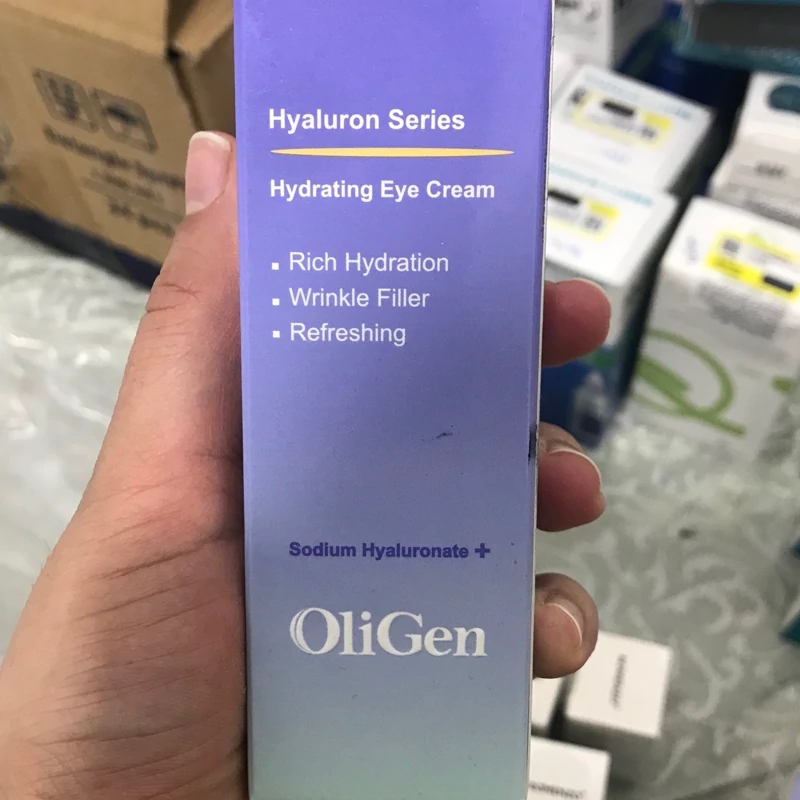 Hyaluron Series
Hydrating Eye Cream
▪ Rich Hydration
▪ Wrinkle Filler
▪ Refreshing
Sodium Hyaluronate +
OliGen